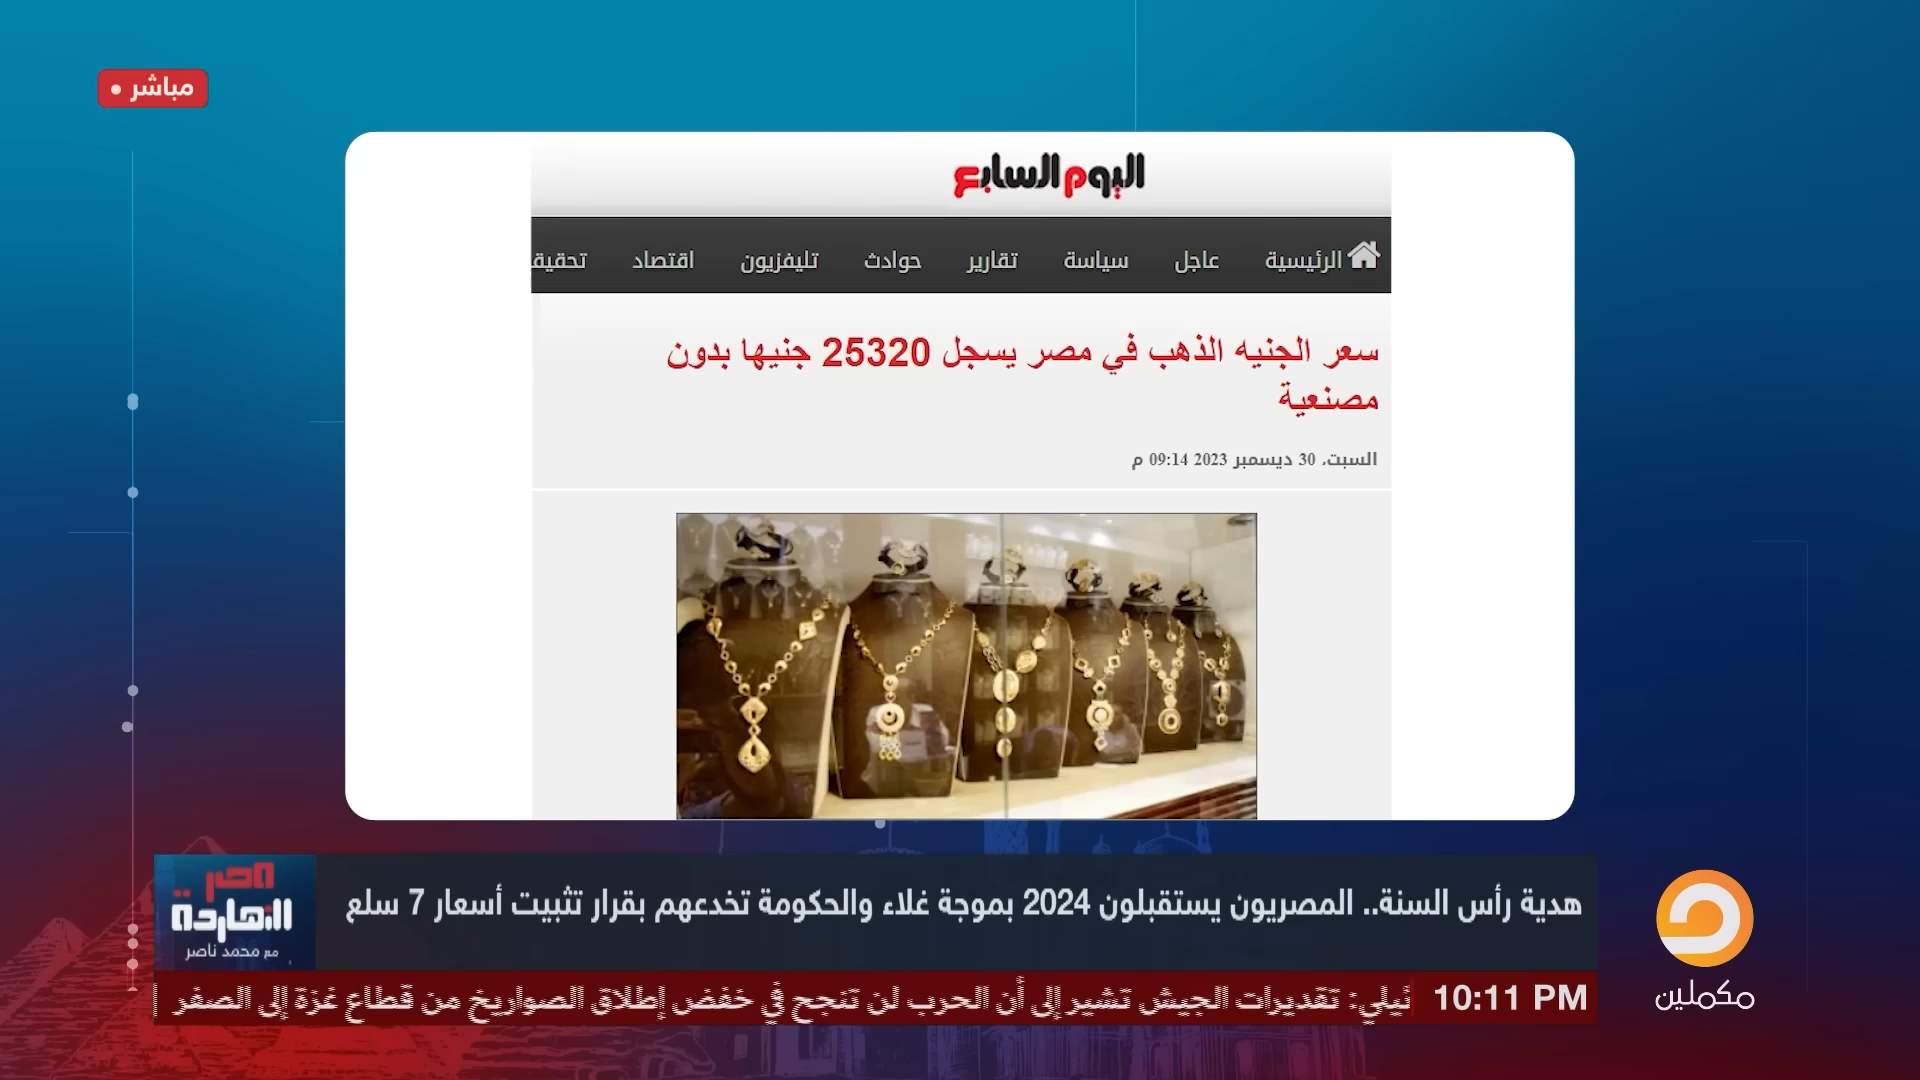 مباشر
اليوم السابع
الرئيسية عاجل سياسة تقارير حوادث تليفزيون اقتصاد تحقيق
سعر الجنيه الذهب في مصر يسجل 25320 جنيها بدون
مصنعية
السبت، 30 ديسمبر 2023 09:14 م
هدية رأس السنة.. المصريون يستقبلون 2024 بموجة غلاء والحكومة تخدعهم بقرار تثبيت أسعار 7 سلع
مصر
النهاردة
مع محمد ناصر
10:11 PM
ئيلي: تقديرات الجيش تشير إلى أن الحرب لن تنجح في خفض إطلاق الصواريخ من قطاع غزة إلى الصفر
مكملين